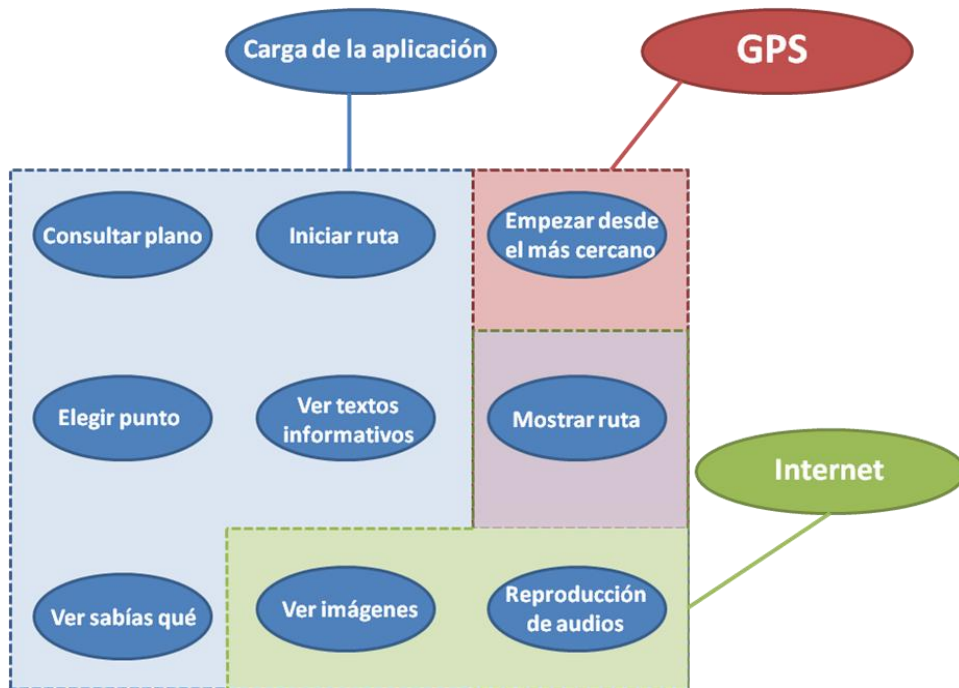 Carga de la aplicación
GPS
Consultar plano
Iniciar ruta
Empezar desde
el más cercano
Elegir punto
Ver textos
informativos
Mostrar ruta
Internet
Ver sabías qué
Ver imágenes
Reproducción
de audios